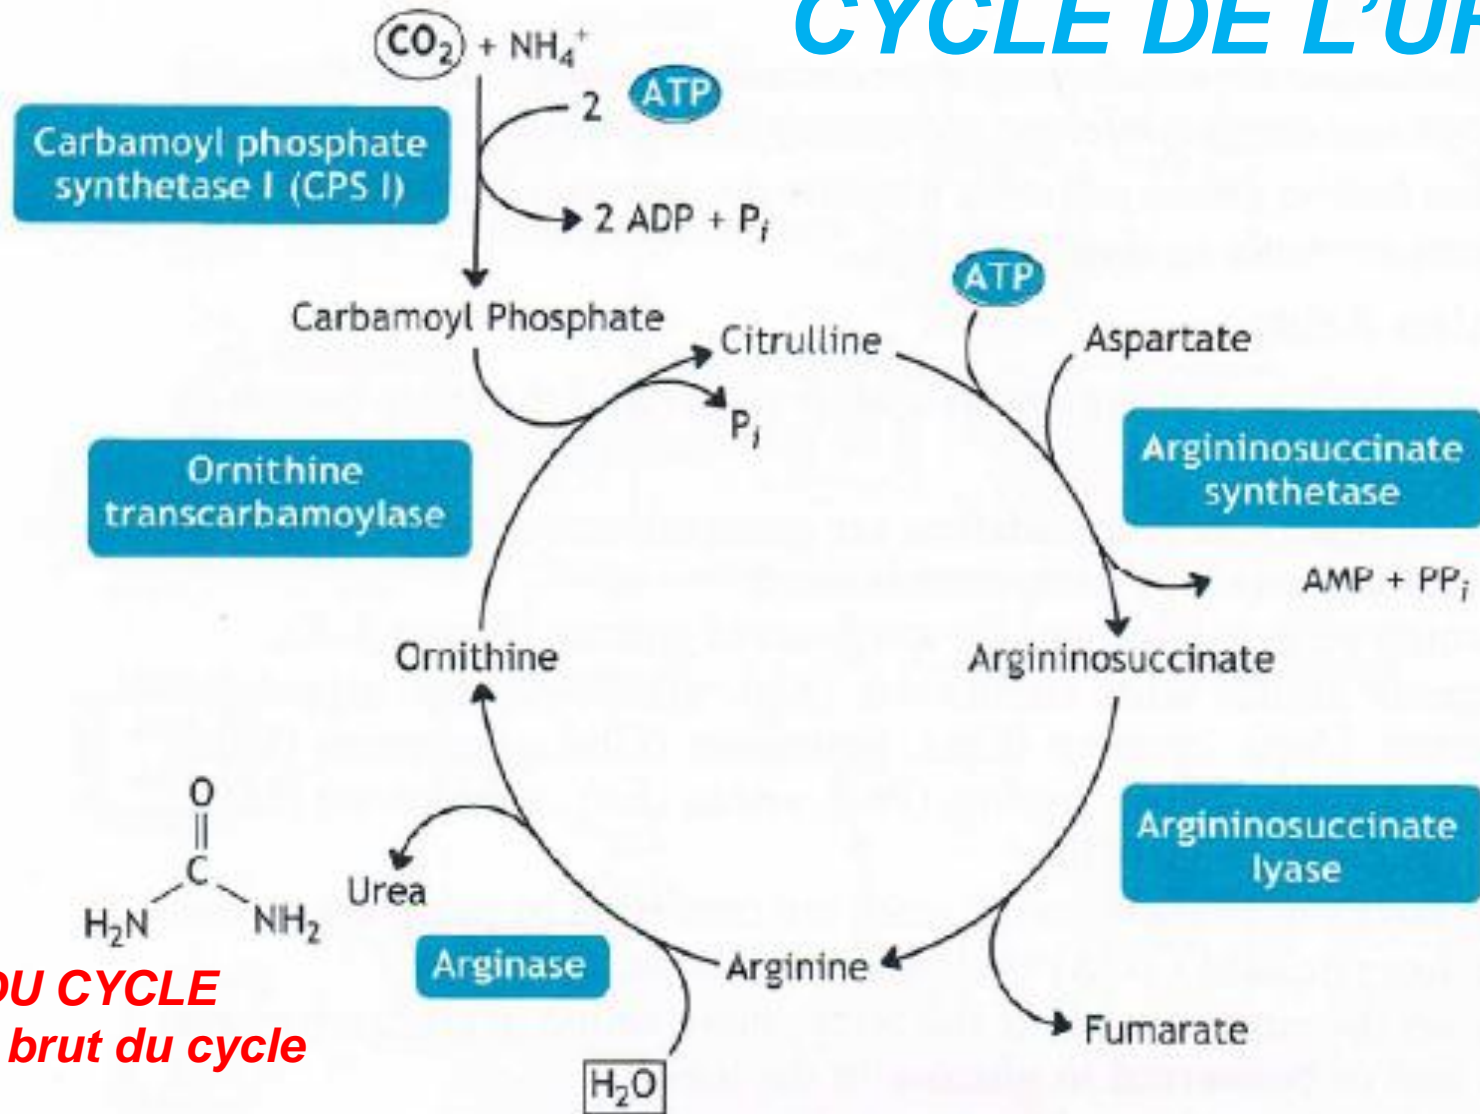 CYCLE DE L'UR
CO₂ + NH₄⁺
2 ATP
Carbamoyl phosphate
synthetase I (CPS I)
2 ADP + Pᵢ
ATP
Carbamoyl Phosphate
Citrulline
Aspartate
Pᵢ
Ornithine
transcarbamoylase
Argininosuccinate
synthetase
AMP + PPᵢ
Ornithine
Argininosuccinate
O
C
H₂N
NH₂
Urea
Argininosuccinate
lyase
Arginase
Arginine
DU CYCLE
brut du cycle
Fumarate
H₂O